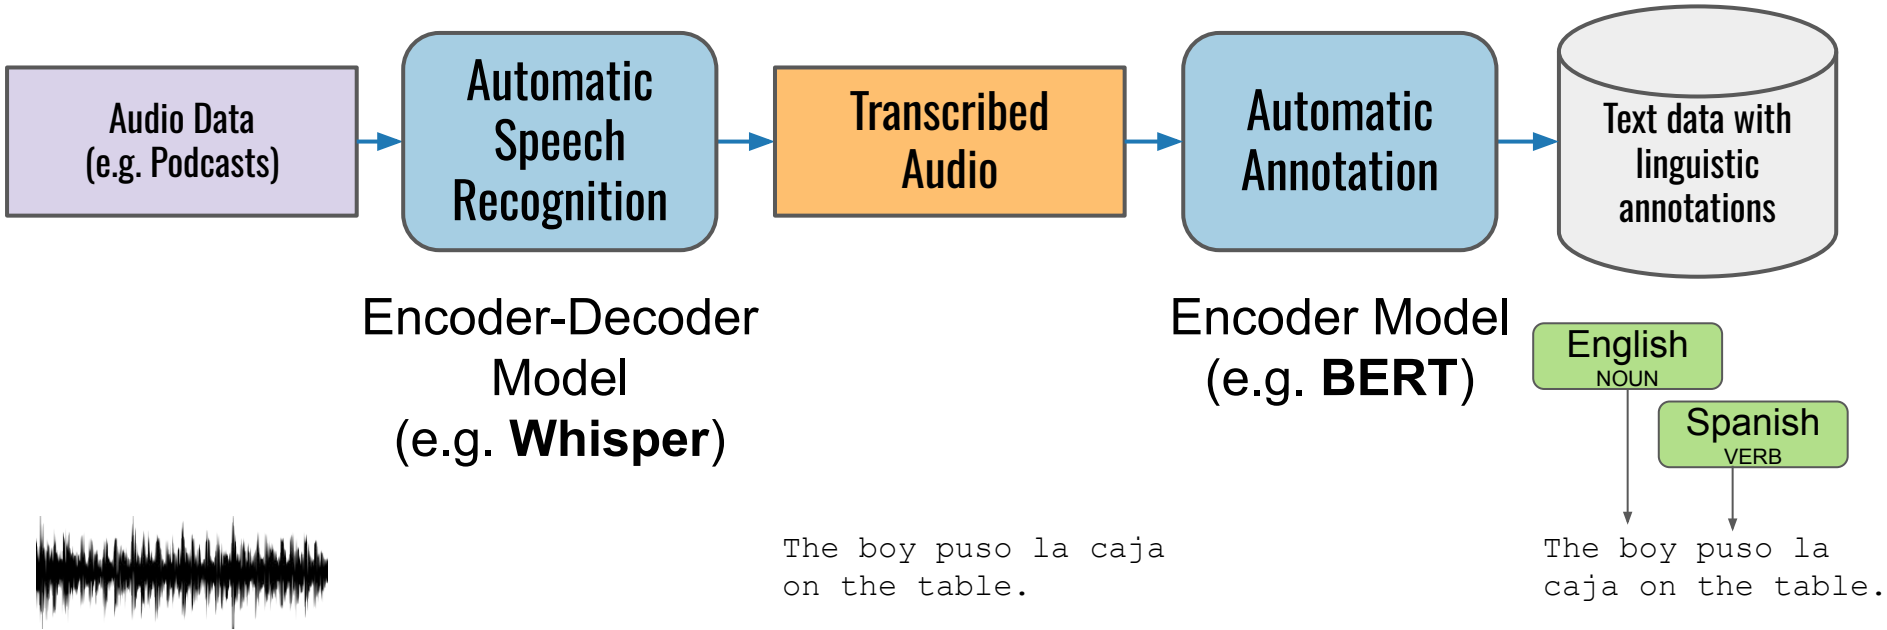 Audio Data
(e.g. Podcasts)
Automatic
Speech
Recognition
Transcribed
Audio
Automatic
Annotation
Text data with
linguistic
annotations
Encoder-Decoder
Model
(e.g. Whisper)
Encoder Model
(e.g. BERT)
English
NOUN
Spanish
VERB
The boy puso la caja
on the table.
The boy puso la
caja on the table.